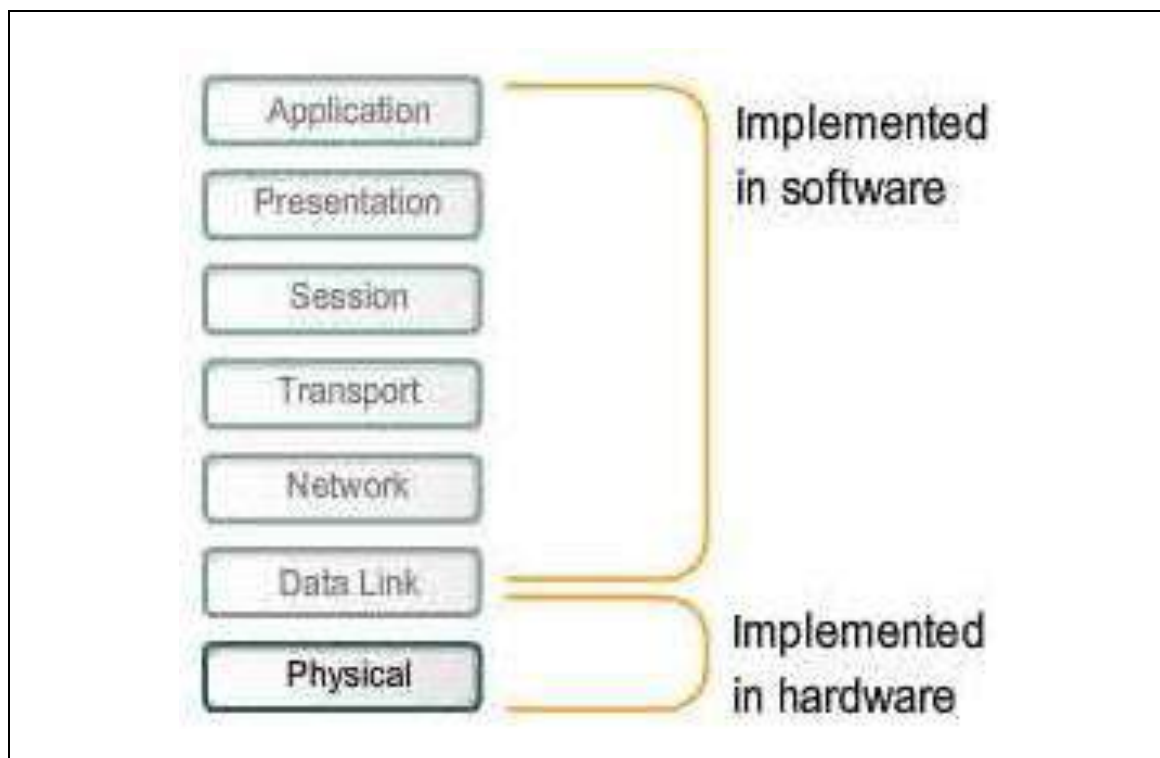 Application
Presentation
Session
Transport
Network
Data Link
Physical
Implemented
in software
Implemented
in hardware